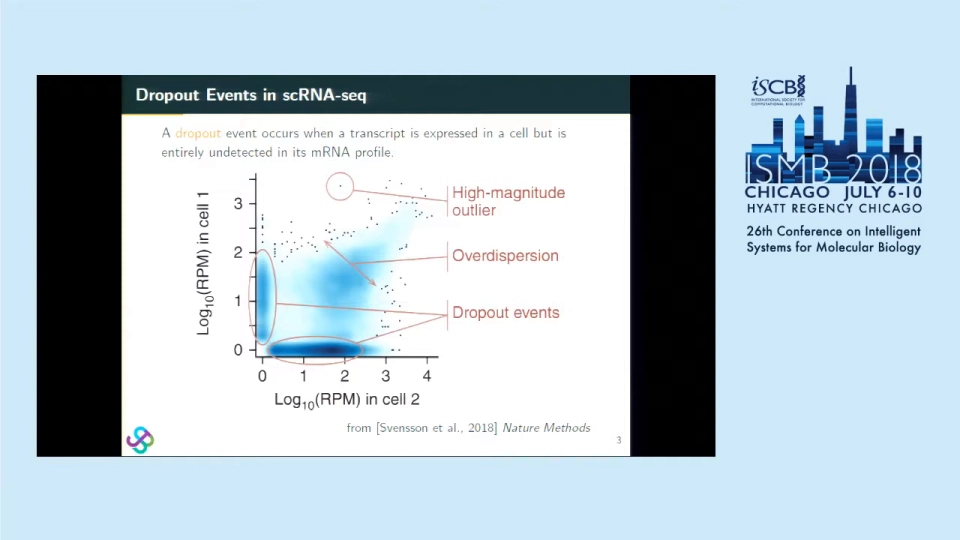 Dropout Events in scRNA-seq
A dropout event occurs when a transcript is expressed in a cell but is
entirely undetected in its mRNA profile.
High-magnitude
outlier
Overdispersion
Dropout events
Log10(RPM) in cell 1
3
2
1
0
0 1 2 3 4
Log10(RPM) in cell 2
from [Svensson et al., 2018] Nature Methods
3
iSCB
INTERNATIONAL SOCIETY FOR
COMPUTATIONAL BIOLOGY
ISMB 2018
CHICAGO JULY 6-10
HYATT REGENCY CHICAGO
26th Conference on Intelligent
Systems for Molecular Biology